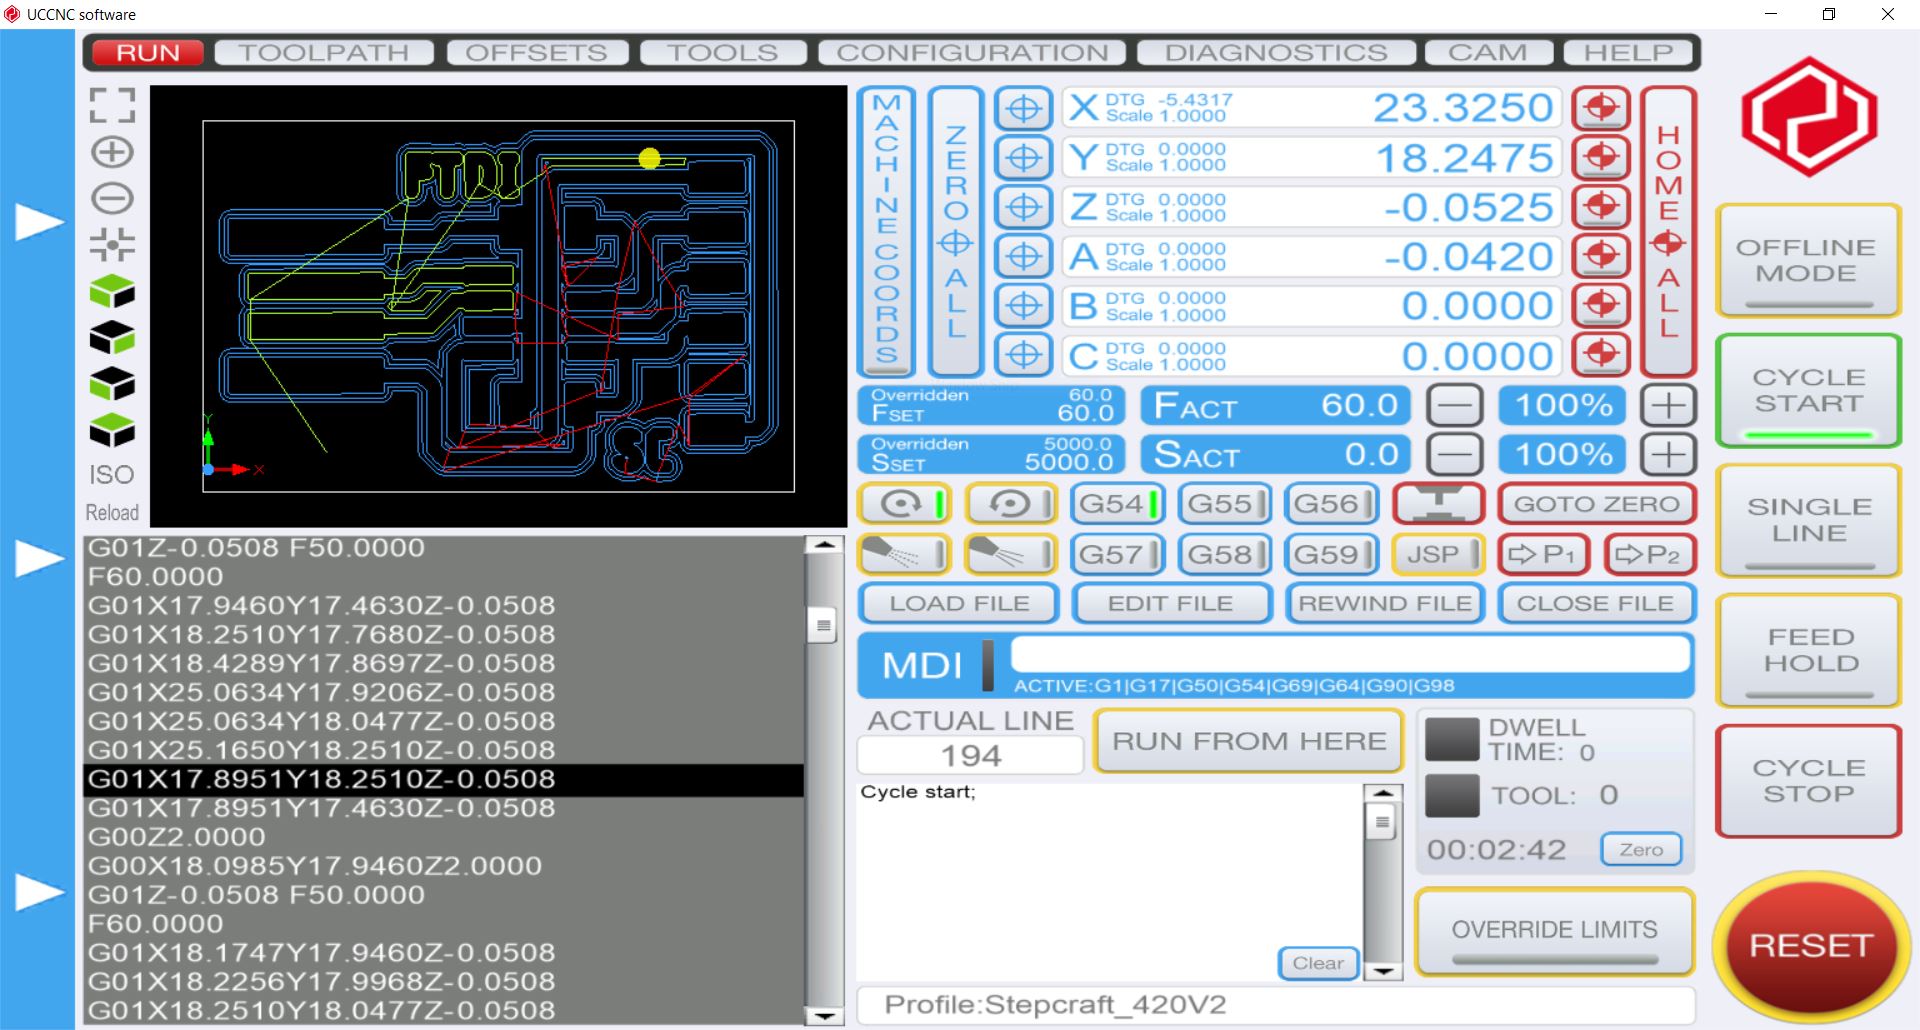 UCCNC software
RUN TOOLPATH OFFSETS TOOLS CONFIGURATION DIAGNOSTICS CAM HELP
FTDI
SC
Y
X
ISO
Reload
MACHINE COORDS
ZERO ALL
X DTG -5.4317 Scale 1.0000 23.3250
Y DTG 0.0000 Scale 1.0000 18.2475
Z DTG 0.0000 Scale 1.0000 -0.0525
A DTG 0.0000 Scale 1.0000 -0.0420
B DTG 0.0000 Scale 1.0000 0.0000
C DTG 0.0000 Scale 1.0000 0.0000
HOME ALL
Overridden 60.0
FSET 60.0
FACT 60.0
100%
Overridden 5000.0
SSET 5000.0
SACT 0.0
100%
G54 G55 G56 GOTO ZERO
G57 G58 G59 JSP P1 P2
LOAD FILE EDIT FILE REWIND FILE CLOSE FILE
MDI
ACTIVE:G1|G17|G50|G54|G69|G64|G90|G98
ACTUAL LINE
194
RUN FROM HERE
DWELL
TIME: 0
TOOL: 0
00:02:42 Zero
Cycle start;
Clear
OVERRIDE LIMITS
Profile:Stepcraft_420V2
G01Z-0.0508 F50.0000
F60.0000
G01X17.9460Y17.4630Z-0.0508
G01X18.2510Y17.7680Z-0.0508
G01X18.4289Y17.8697Z-0.0508
G01X25.0634Y17.9206Z-0.0508
G01X25.0634Y18.0477Z-0.0508
G01X25.1650Y18.2510Z-0.0508
G01X17.8951Y18.2510Z-0.0508
G01X17.8951Y17.4630Z-0.0508
G00Z2.0000
G00X18.0985Y17.9460Z2.0000
G01Z-0.0508 F50.0000
F60.0000
G01X18.1747Y17.9460Z-0.0508
G01X18.2256Y17.9968Z-0.0508
G01X18.2510Y18.0477Z-0.0508
OFFLINE
MODE
CYCLE
START
SINGLE
LINE
FEED
HOLD
CYCLE
STOP
RESET